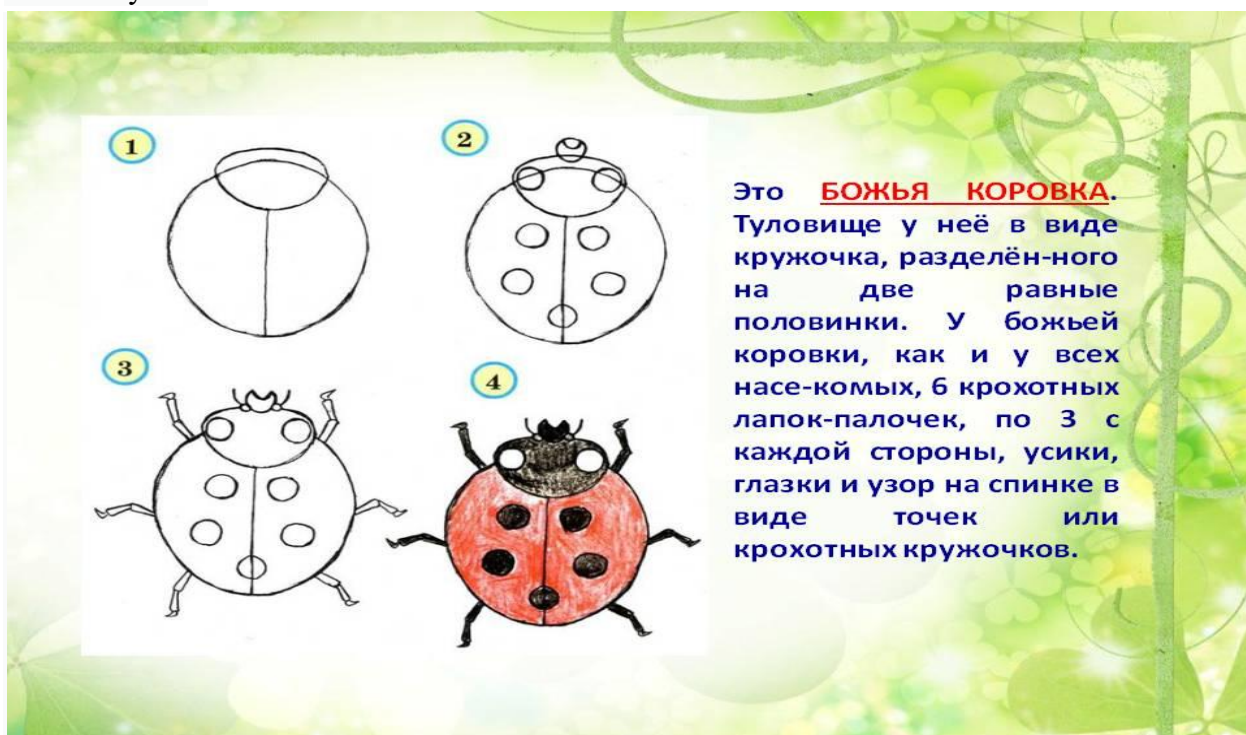 1
2
3
4
Это БОЖЬЯ КОРОВКА.
Туловище у неё в виде
кружочка, разделён-ного
на две равные
половинки. У божьей
коровки, как и у всех
насе-комых, 6 крохотных
лапок-палочек, по 3 с
каждой стороны, усики,
глазки и узор на спинке в
виде точек или
крохотных кружочков.